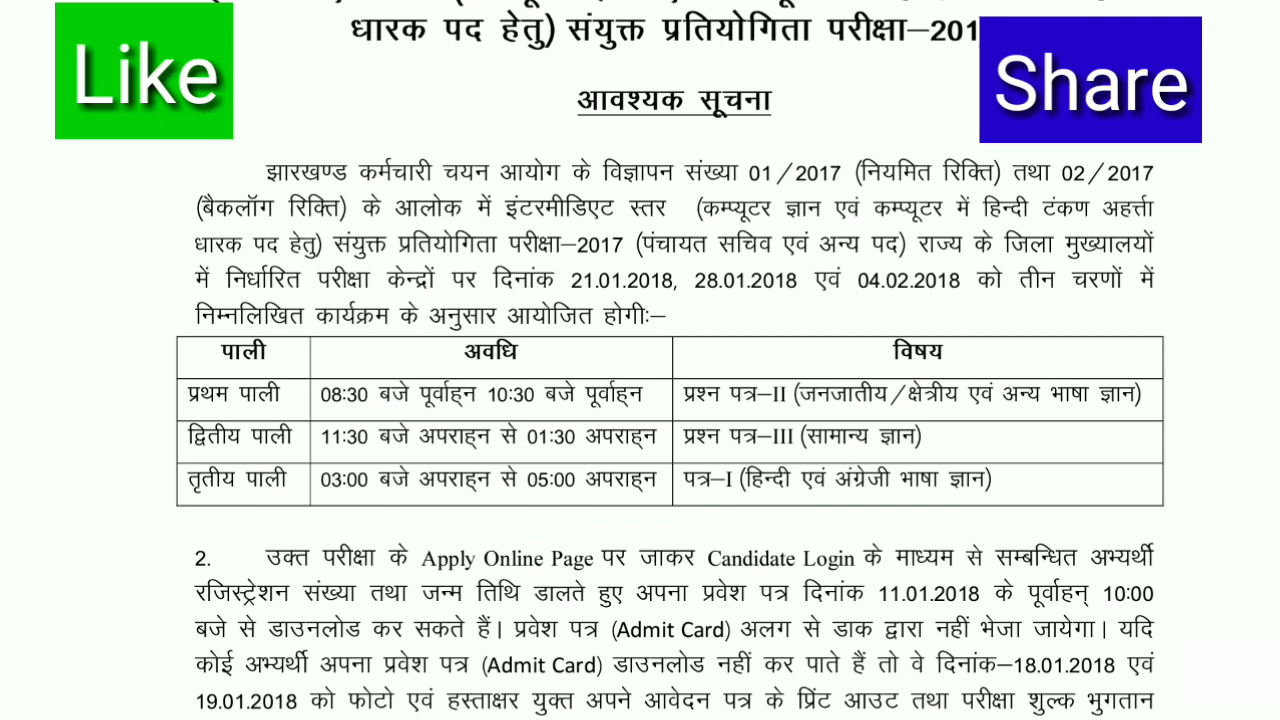 धारक पद हेतु) संयुक्त प्रतियोगिता परीक्षा–201
Like
Share
आवश्यक सूचना
झारखण्ड कर्मचारी चयन आयोग के विज्ञापन संख्या 01/2017 (नियमित रिक्ति) तथा 02/2017
(बैकलॉग रिक्ति) के आलोक में इंटरमीडिएट स्तर (कम्प्यूटर ज्ञान एवं कम्प्यूटर में हिन्दी टंकण अहर्त्ता
धारक पद हेतु) संयुक्त प्रतियोगिता परीक्षा–2017 (पंचायत सचिव एवं अन्य पद) राज्य के जिला मुख्यालयों
में निर्धारित परीक्षा केन्द्रों पर दिनांक 21.01.2018, 28.01.2018 एवं 04.02.2018 को तीन चरणों में
निम्नलिखित कार्यक्रम के अनुसार आयोजित होगीः–
पाली अवधि विषय
प्रथम पाली 08:30 बजे पूर्वाह्न 10:30 बजे पूर्वाह्न प्रश्न पत्र–II (जनजातीय/क्षेत्रीय एवं अन्य भाषा ज्ञान)
द्वितीय पाली 11:30 बजे अपराह्न से 01:30 अपराह्न प्रश्न पत्र–III (सामान्य ज्ञान)
तृतीय पाली 03:00 बजे अपराह्न से 05:00 अपराह्न पत्र–I (हिन्दी एवं अंग्रेजी भाषा ज्ञान)
2. उक्त परीक्षा के Apply Online Page पर जाकर Candidate Login के माध्यम से सम्बन्धित अभ्यर्थी
रजिस्ट्रेशन संख्या तथा जन्म तिथि डालते हुए अपना प्रवेश पत्र दिनांक 11.01.2018 के पूर्वाहन् 10:00
बजे से डाउनलोड कर सकते हैं। प्रवेश पत्र (Admit Card) अलग से डाक द्वारा नहीं भेजा जायेगा। यदि
कोई अभ्यर्थी अपना प्रवेश पत्र (Admit Card) डाउनलोड नहीं कर पाते हैं तो वे दिनांक–18.01.2018 एवं
19.01.2018 को फोटो एवं हस्ताक्षर युक्त अपने आवेदन पत्र के प्रिंट आउट तथा परीक्षा शुल्क भुगतान